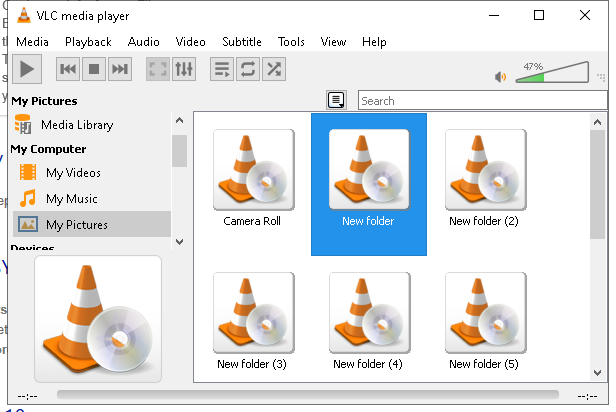 VLC media player
Media Playback Audio Video Subtitle Tools View Help
47%
Search
My Pictures
Media Library
My Computer
My Videos
My Music
My Pictures
Devices
Camera Roll New folder New folder (2)
New folder (3) New folder (4) New folder (5)
--:-- --:--